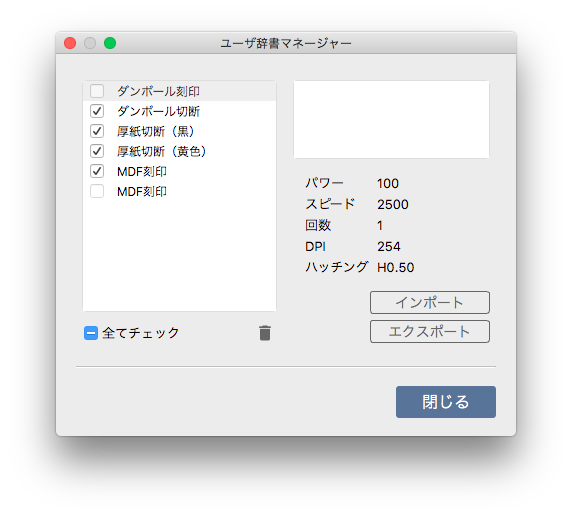 ユーザ辞書マネージャー
ダンボール刻印
ダンボール切断
厚紙切断（黒）
厚紙切断（黄色）
MDF刻印
MDF刻印
全てチェック
パワー 100
スピード 2500
回数 1
DPI 254
ハッチング H0.50
インポート
エクスポート
閉じる